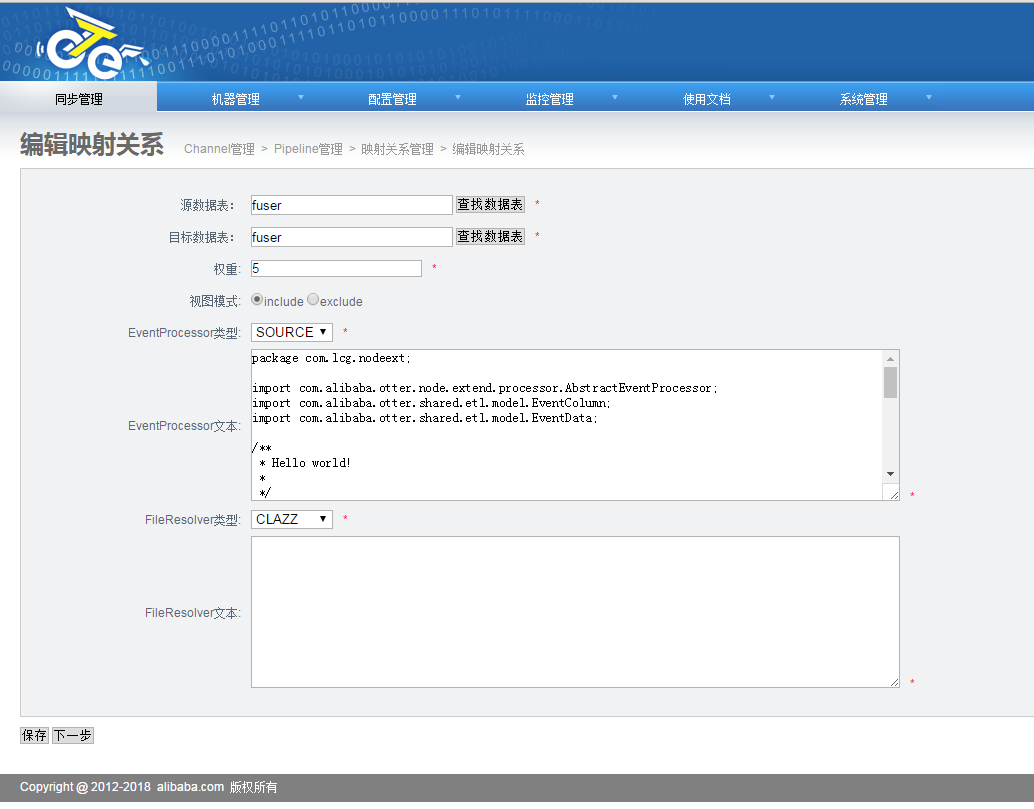 同步管理 机器管理 配置管理 监控管理 使用文档 系统管理
编辑映射关系 Channel管理 > Pipeline管理 > 映射关系管理 > 编辑映射关系
源数据表： fuser 查找数据表 *
目标数据表： fuser 查找数据表 *
权重: 5 *
视图模式: include exclude
EventProcessor类型: SOURCE *
package com.lcg.nodeext;
import com.alibaba.otter.node.extend.processor.AbstractEventProcessor;
import com.alibaba.otter.shared.etl.model.EventColumn;
import com.alibaba.otter.shared.etl.model.EventData;
EventProcessor文本:
/**
* Hello world!
*
*/
*
FileResolver类型: CLAZZ *
FileResolver文本:
*
保存 下一步
Copyright @ 2012-2018 alibaba.com 版权所有